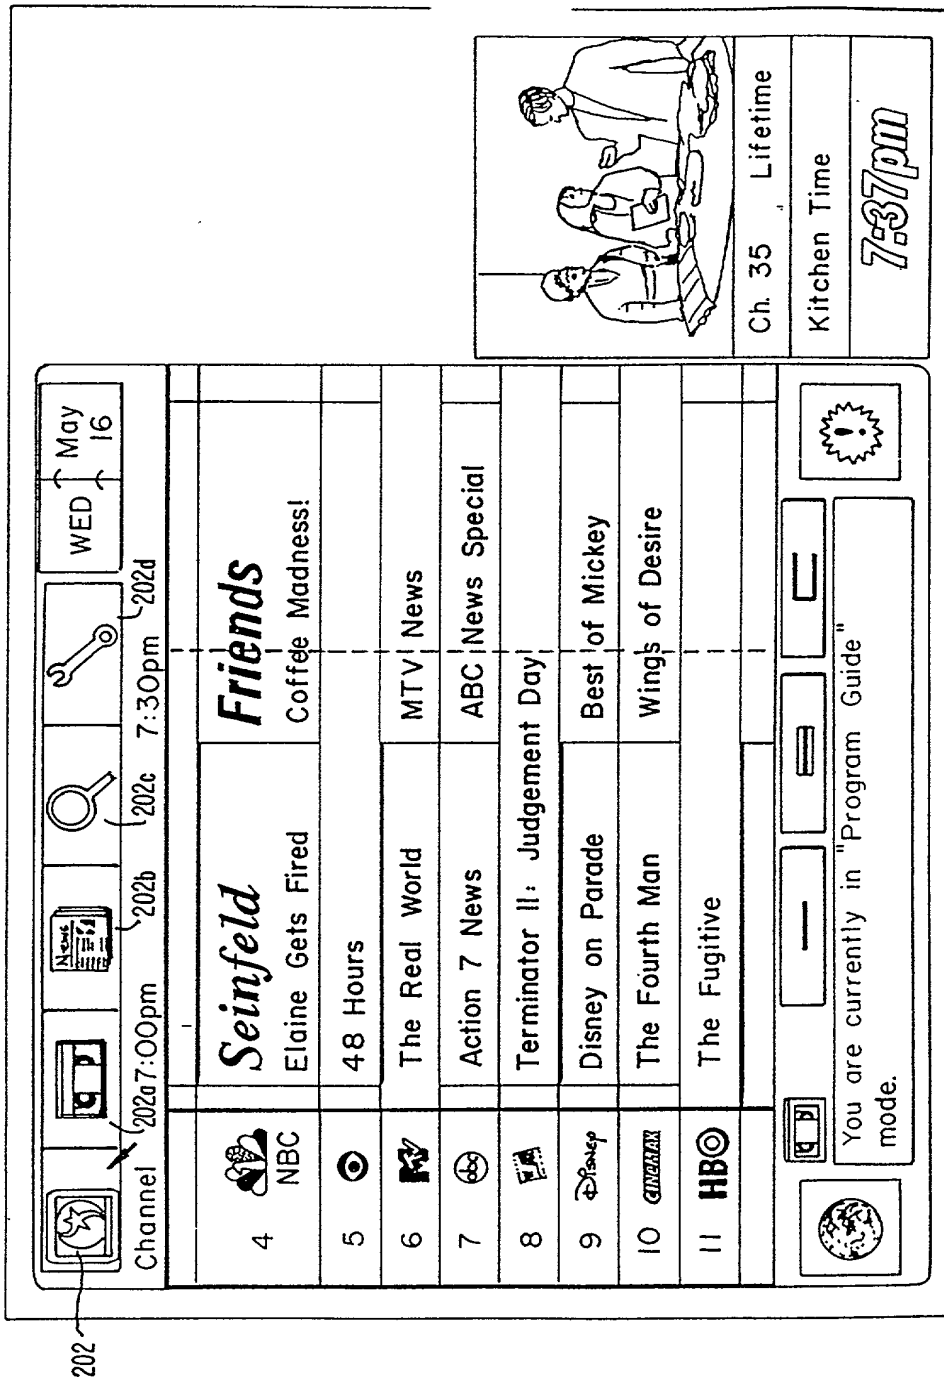 202
NEWS
WED
May
16
202a
202b
202c
202d
Channel
7:00pm
7:30pm
4
NBC
Seinfeld
Elaine Gets Fired
Friends
Coffee Madness!
5
48 Hours
6
MTV
The Real World
MTV News
7
abc
Action 7 News
ABC News Special
8
Terminator II: Judgement Day
9
Disney
Disney on Parade
Best of Mickey
10
CINEMAX
The Fourth Man
Wings of Desire
11
HBO
The Fugitive
!
You are currently in "Program Guide"
mode.
Ch. 35 Lifetime
Kitchen Time
7:37pm